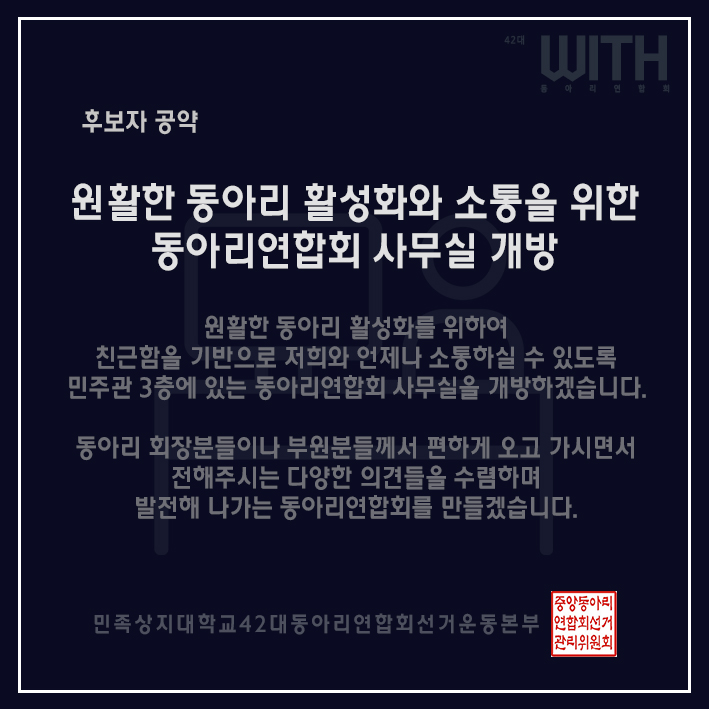 42대
WITH
동아리연합회
후보자 공약
원활한 동아리 활성화와 소통을 위한
동아리연합회 사무실 개방
원활한 동아리 활성화를 위하여
친근함을 기반으로 저희와 언제나 소통하실 수 있도록
민주관 3층에 있는 동아리연합회 사무실을 개방하겠습니다.
동아리 회장분들이나 부원분들께서 편하게 오고 가시면서
전해주시는 다양한 의견들을 수렴하며
발전해 나가는 동아리연합회를 만들겠습니다.
민족상지대학교42대동아리연합회선거운동본부
중앙동아리
연합회선거
관리위원회